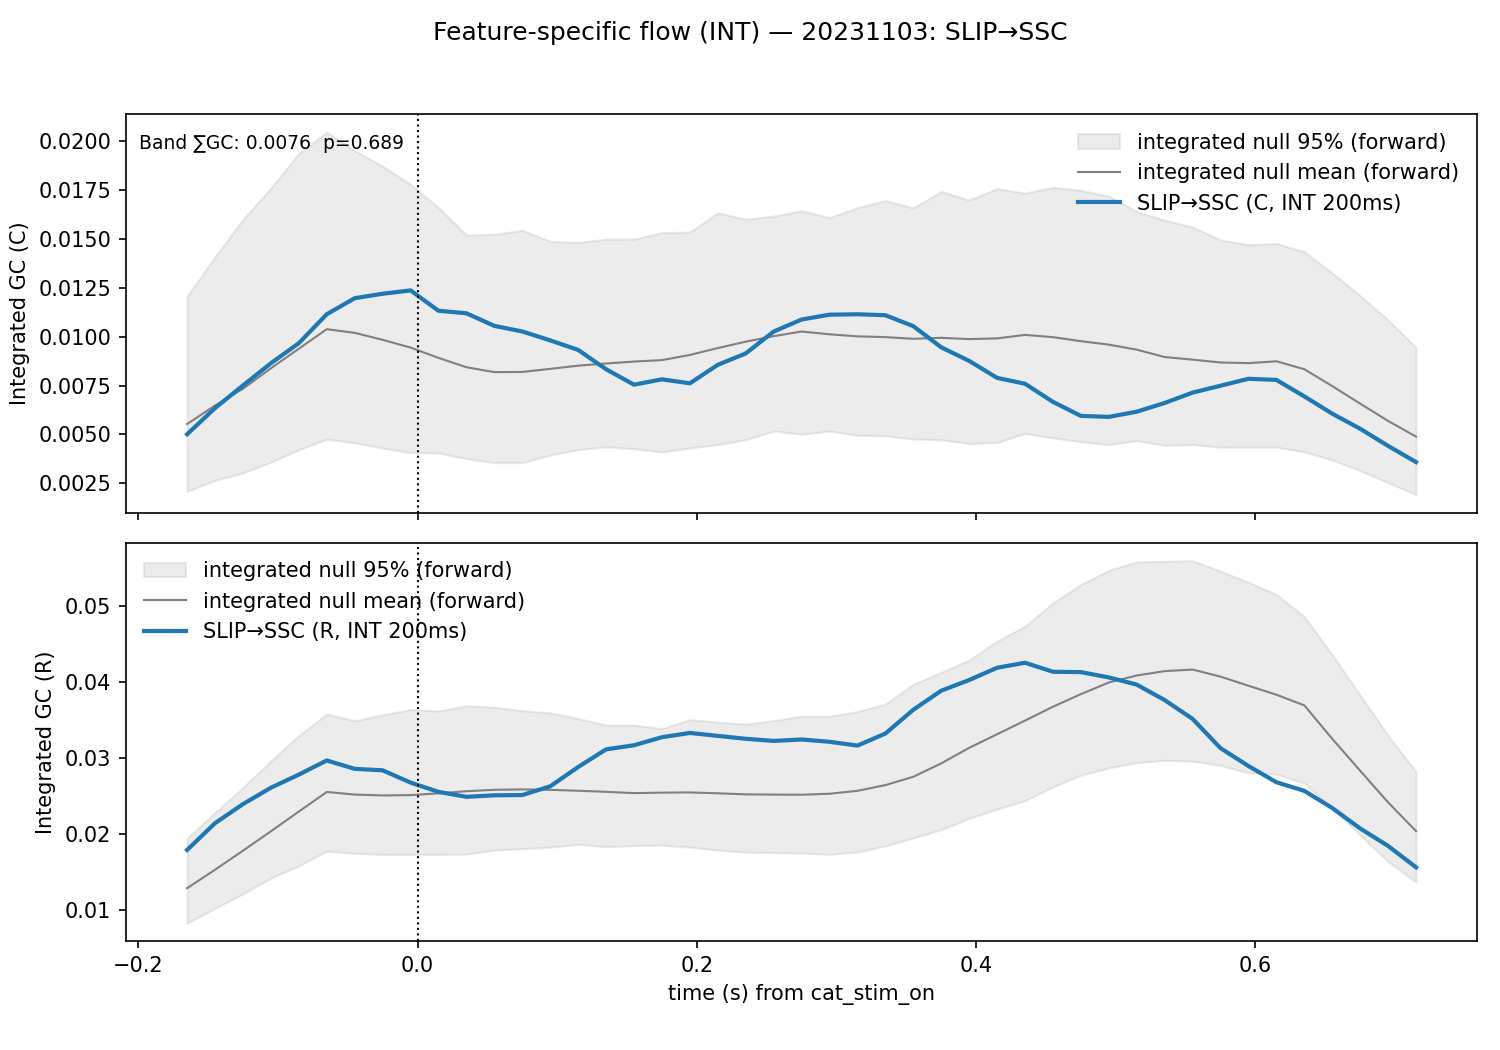 Feature-specific flow (INT) — 20231103: SLIP→SSC
Band ∑GC: 0.0076  p=0.689
integrated null 95% (forward)
integrated null mean (forward)
SLIP→SSC (C, INT 200ms)
Integrated GC (C)
0.0200
0.0175
0.0150
0.0125
0.0100
0.0075
0.0050
0.0025
integrated null 95% (forward)
integrated null mean (forward)
SLIP→SSC (R, INT 200ms)
Integrated GC (R)
0.05
0.04
0.03
0.02
0.01
−0.2 0.0 0.2 0.4 0.6
time (s) from cat_stim_on